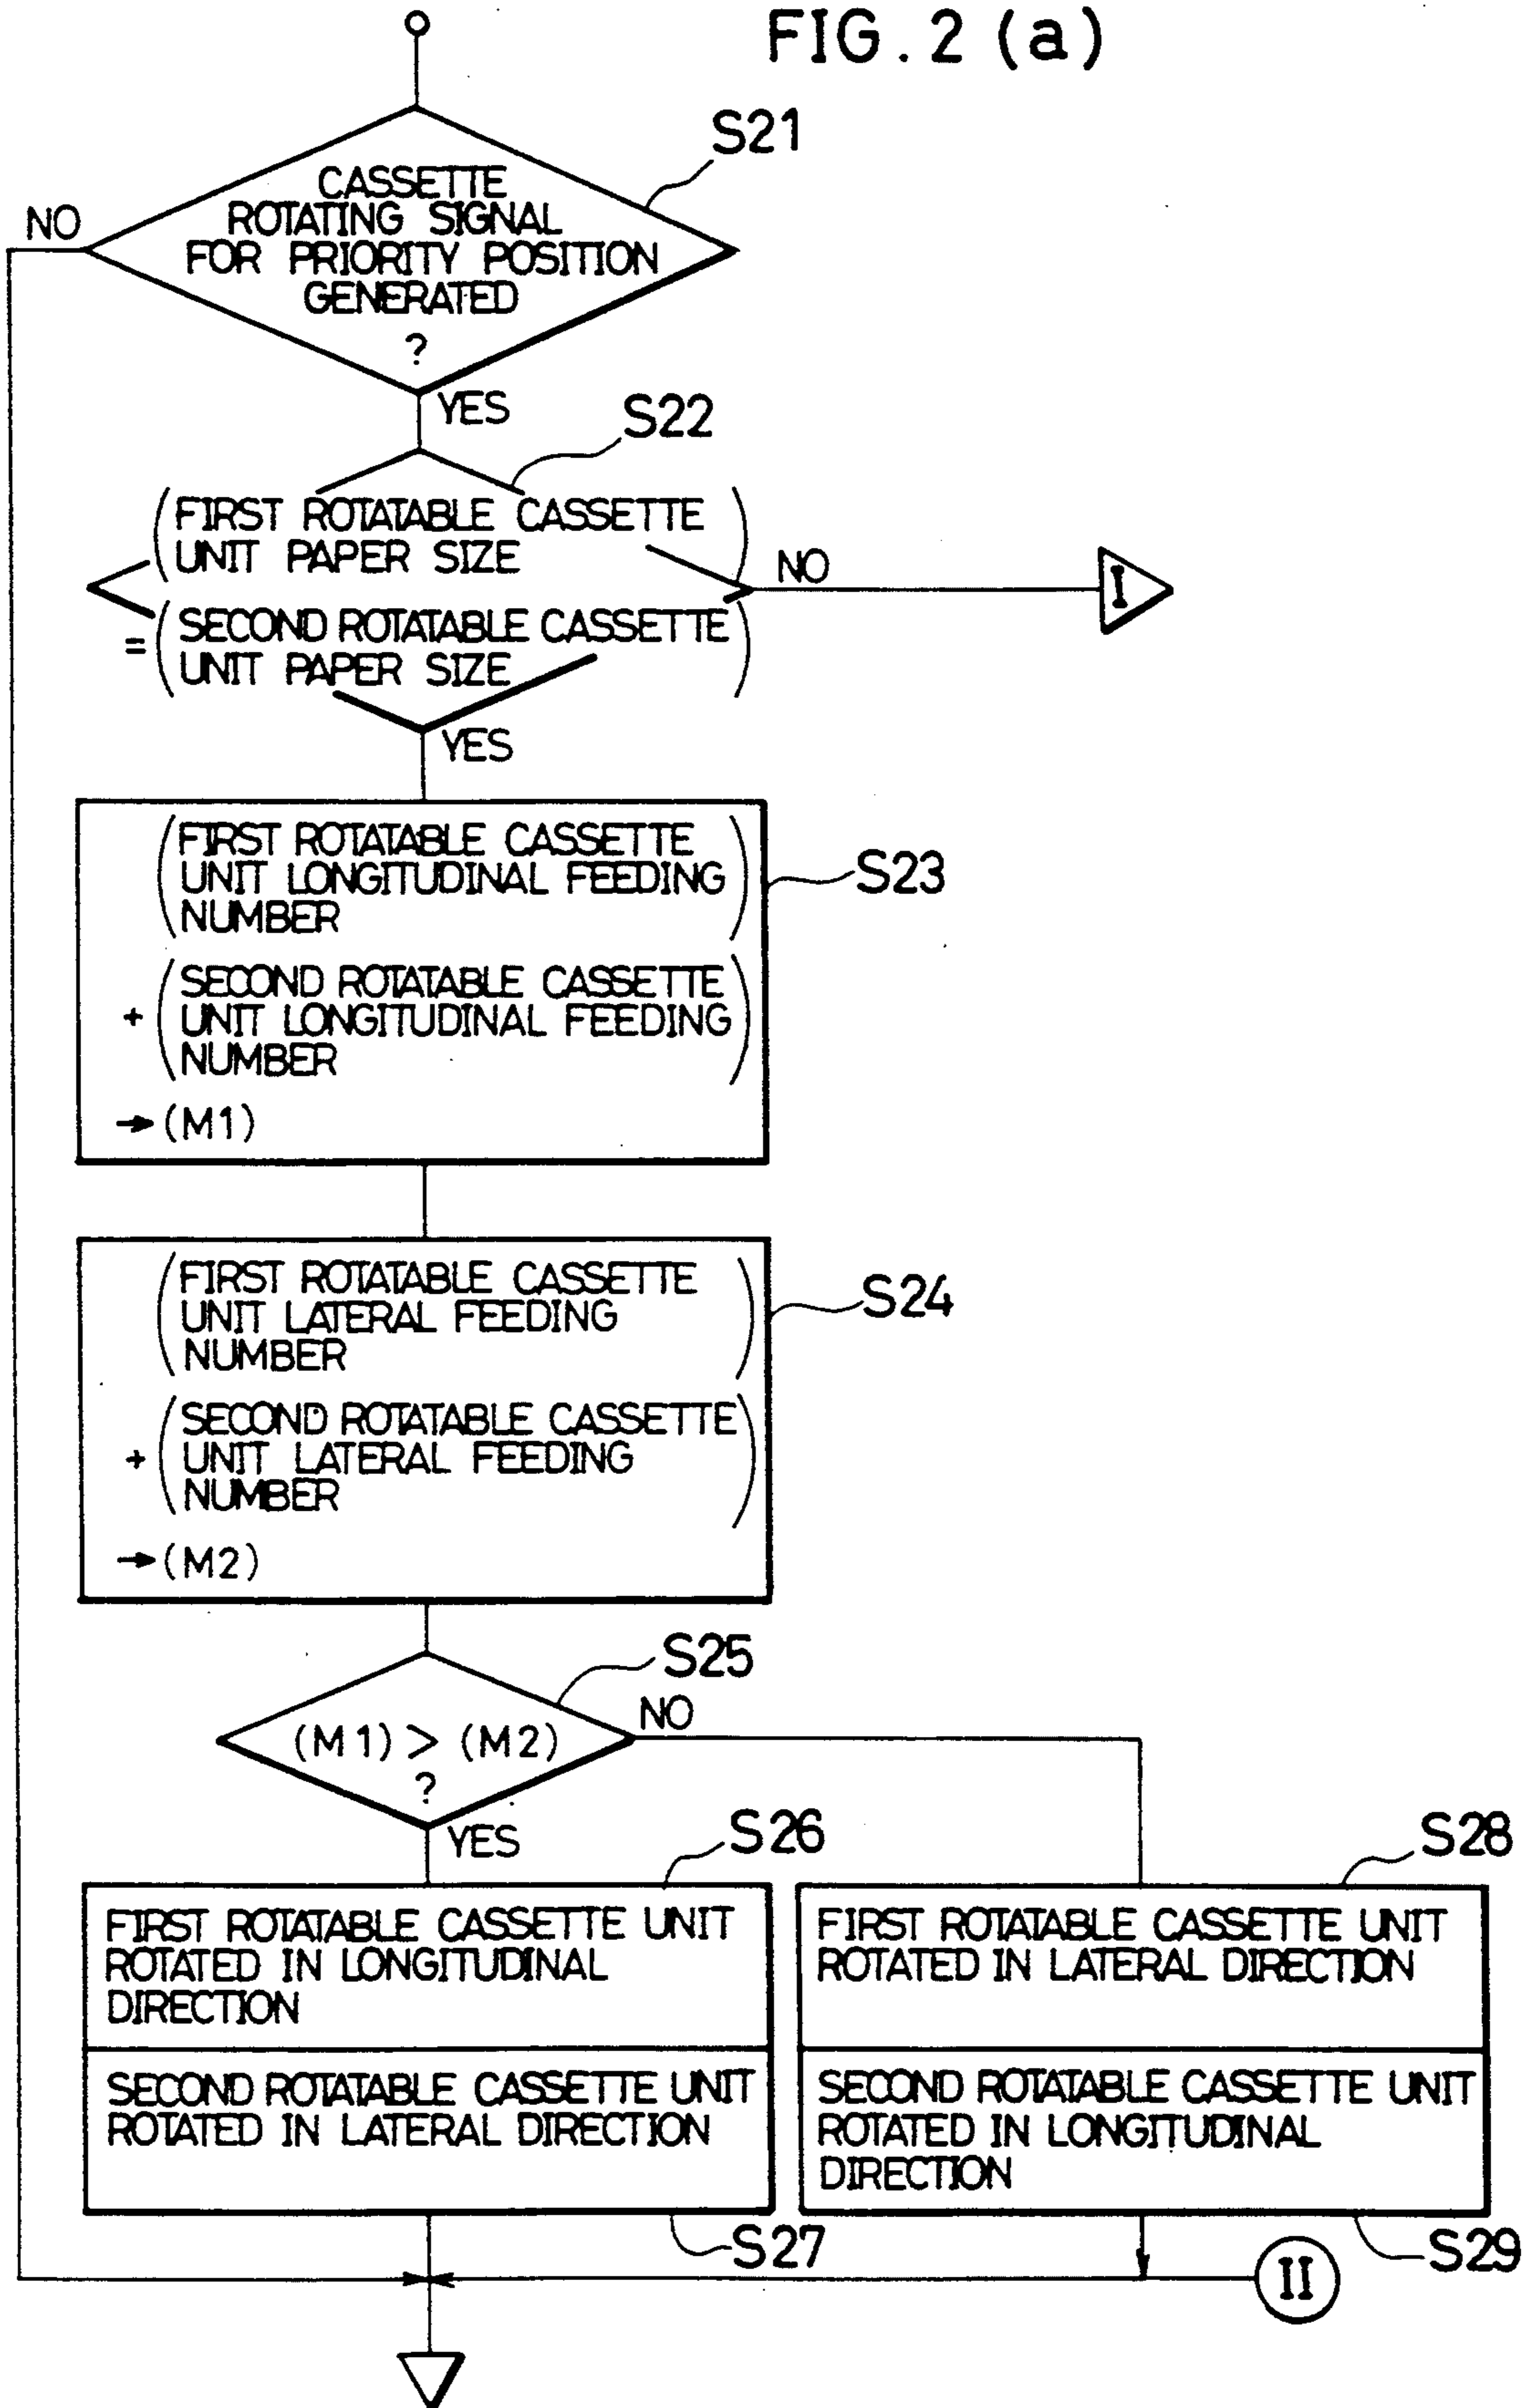 FIG. 2 (a)
S21
CASSETTE
ROTATING SIGNAL
FOR PRIORITY POSITION
GENERATED
?
NO
YES
S22
(FIRST ROTATABLE CASSETTE
UNIT PAPER SIZE)
= (SECOND ROTATABLE CASSETTE
UNIT PAPER SIZE)
NO
I
YES
S23
(FIRST ROTATABLE CASSETTE
UNIT LONGITUDINAL FEEDING
NUMBER)
+ (SECOND ROTATABLE CASSETTE
UNIT LONGITUDINAL FEEDING
NUMBER)
→ (M1)
S24
(FIRST ROTATABLE CASSETTE
UNIT LATERAL FEEDING
NUMBER)
+ (SECOND ROTATABLE CASSETTE
UNIT LATERAL FEEDING
NUMBER)
→ (M2)
S25
(M1) > (M2)
?
NO
YES
S26
FIRST ROTATABLE CASSETTE UNIT
ROTATED IN LONGITUDINAL
DIRECTION
SECOND ROTATABLE CASSETTE UNIT
ROTATED IN LATERAL DIRECTION
S27
S28
FIRST ROTATABLE CASSETTE UNIT
ROTATED IN LATERAL DIRECTION
SECOND ROTATABLE CASSETTE UNIT
ROTATED IN LONGITUDINAL
DIRECTION
S29
II